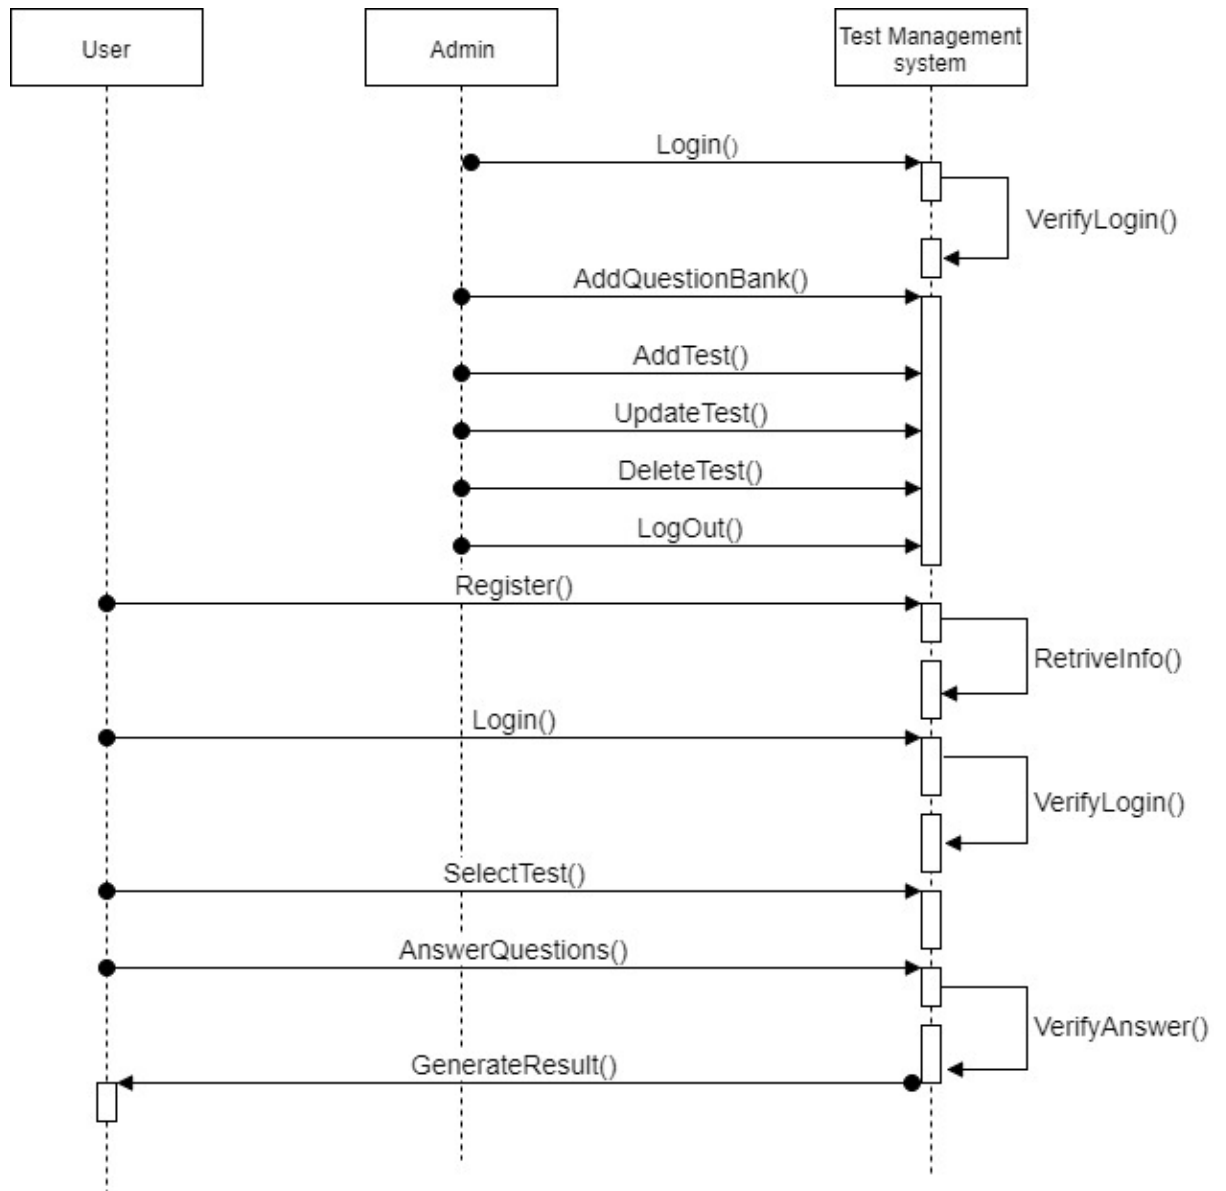 User
Admin
Test Management
system
Login()
VerifyLogin()
AddQuestionBank()
AddTest()
UpdateTest()
DeleteTest()
LogOut()
Register()
RetriveInfo()
Login()
VerifyLogin()
SelectTest()
AnswerQuestions()
VerifyAnswer()
GenerateResult()